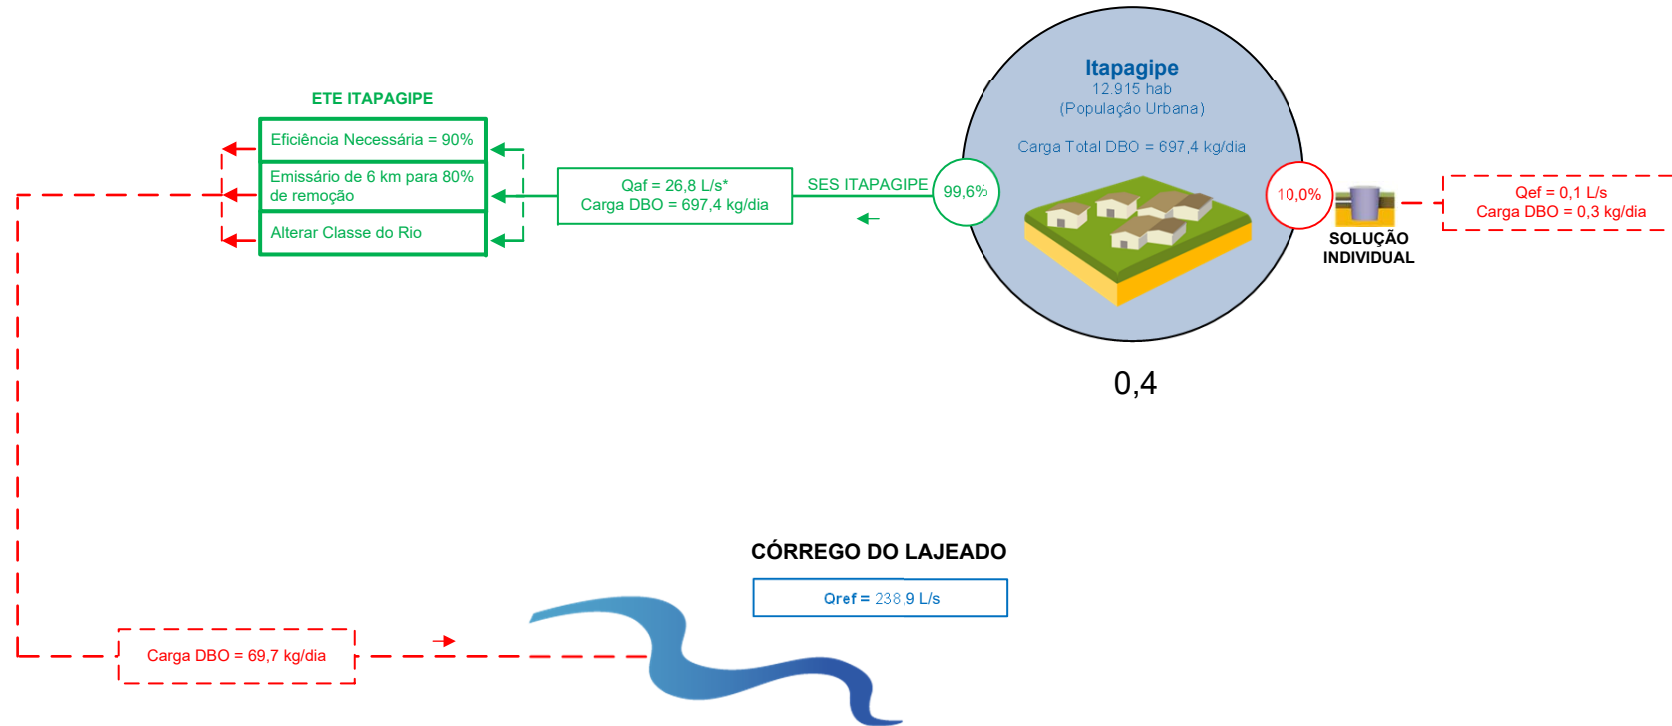 Itapagipe
12.915 hab
(População Urbana)
Carga Total DBO = 697,4 kg/dia
ETE ITAPAGIPE
Eficiência Necessária = 90%
Emissário de 6 km para 80%
de remoção
Alterar Classe do Rio
Qaf = 26,8 L/s*
Carga DBO = 697,4 kg/dia
SES ITAPAGIPE
99,6%
10,0%
SOLUÇÃO
INDIVIDUAL
Qef = 0,1 L/s
Carga DBO = 0,3 kg/dia
0,4
CÓRREGO DO LAJEADO
Qref = 238,9 L/s
Carga DBO = 69,7 kg/dia